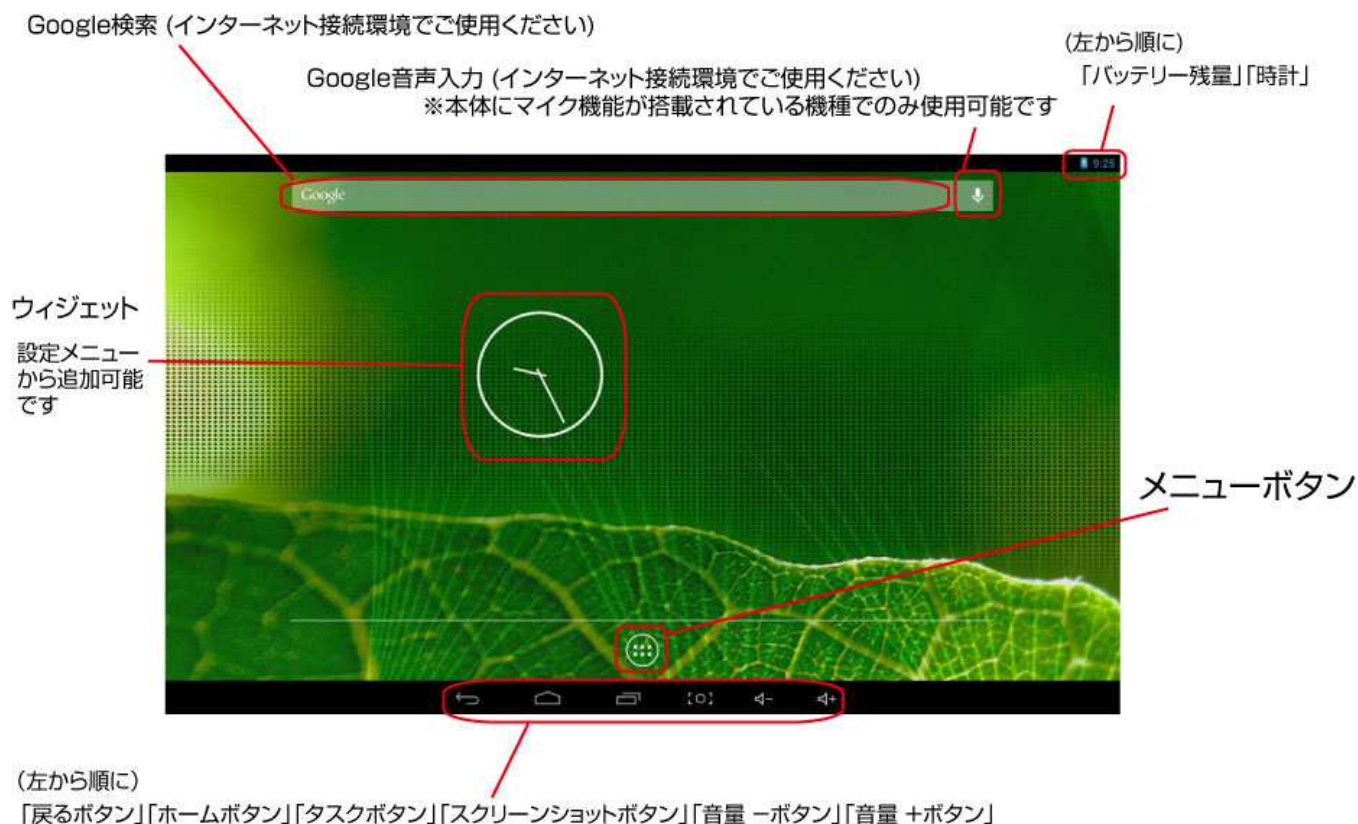 Google検索 (インターネット接続環境でご使用ください)
(左から順に)
「バッテリー残量」「時計」
Google音声入力 (インターネット接続環境でご使用ください)
※本体にマイク機能が搭載されている機種でのみ使用可能です
9:25
Google
ウィジェット
設定メニュー
から追加可能
です
メニューボタン
(左から順に)
「戻るボタン」「ホームボタン」「タスクボタン」「スクリーンショットボタン」「音量 −ボタン」「音量 +ボタン」